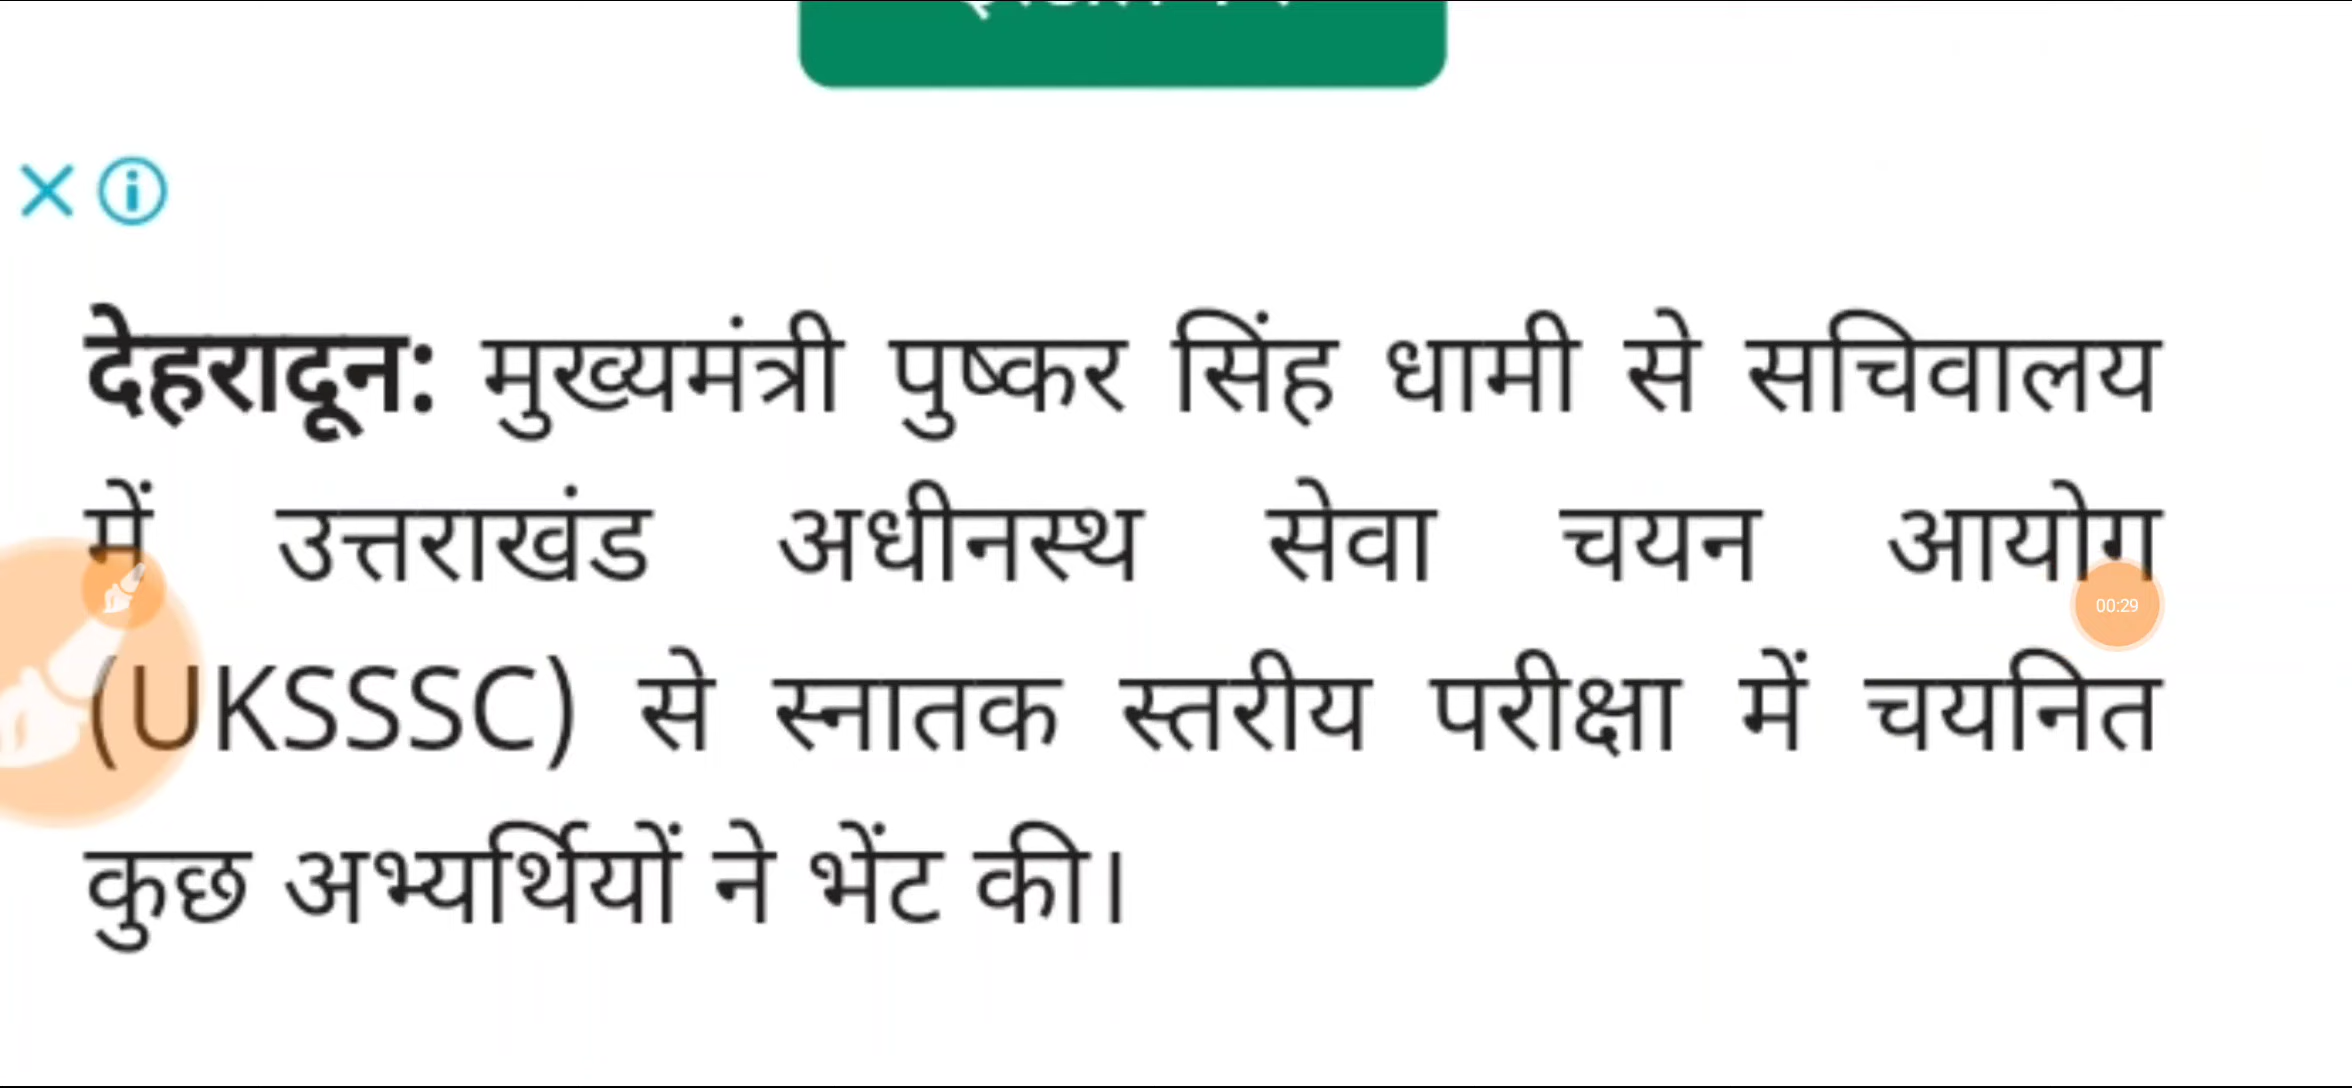 देहरादून: मुख्यमंत्री पुष्कर सिंह धामी से सचिवालय
में उत्तराखंड अधीनस्थ सेवा चयन आयोग
00:29
(UKSSSC) से स्नातक स्तरीय परीक्षा में चयनित
कुछ अभ्यर्थियों ने भेंट की।